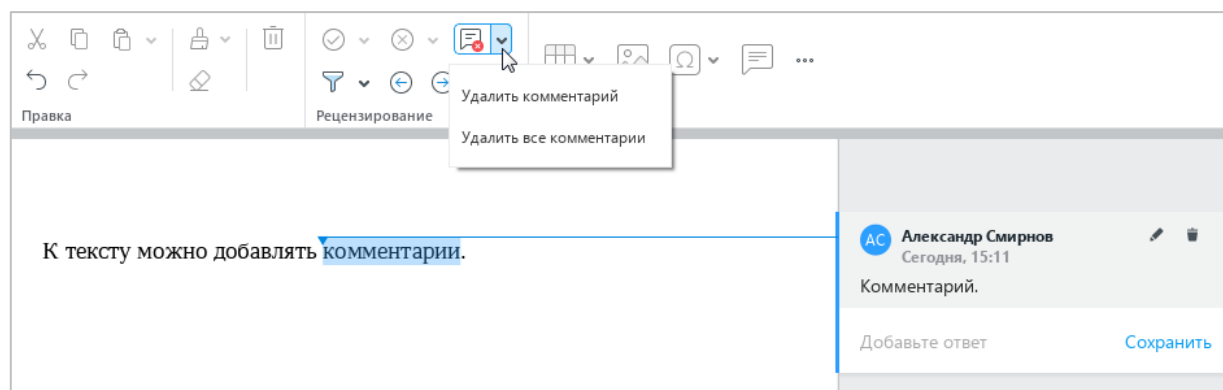 Правка
Рецензирование
Удалить комментарий
Удалить все комментарии
К тексту можно добавлять комментарии.
АС
Александр Смирнов
Сегодня, 15:11
Комментарий.
Добавьте ответ
Сохранить